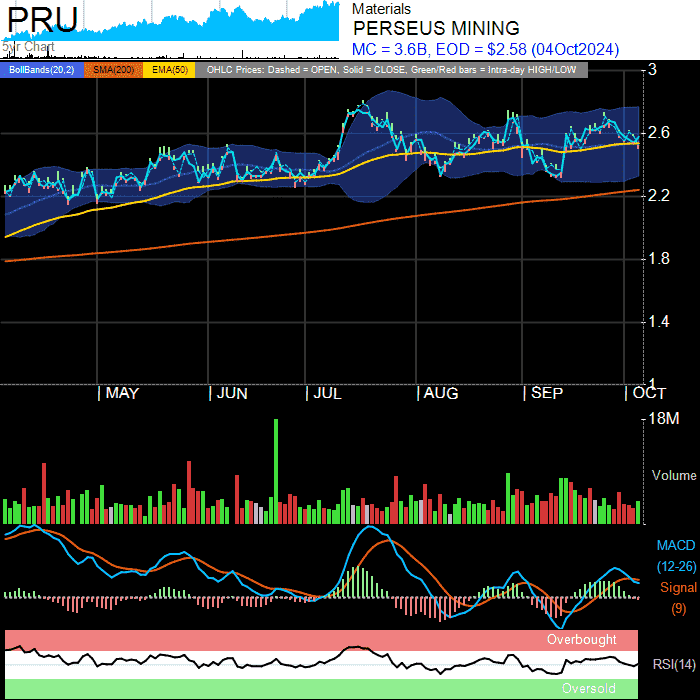 PRU
5yr Chart
Materials
PERSEUS MINING
MC = 3.6B, EOD = $2.58 (04Oct2024)
BollBands(20,2) SMA(200) EMA(50) OHLC Prices: Dashed = OPEN, Solid = CLOSE, Green/Red bars = Intra-day HIGH/LOW
3
2.6
2.2
1.8
1.4
1
| MAY | JUN | JUL | AUG | SEP | OCT
18M
Volume
MACD
(12-26)
Signal
(9)
Overbought
RSI(14)
Oversold